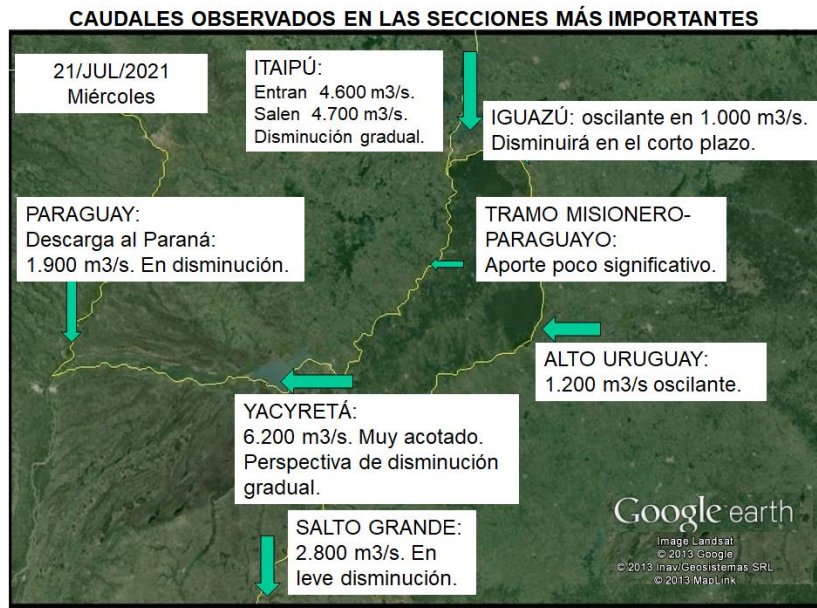 CAUDALES OBSERVADOS EN LAS SECCIONES MÁS IMPORTANTES
21/JUL/2021
Miércoles
ITAIPÚ:
Entran 4.600 m3/s.
Salen 4.700 m3/s.
Disminución gradual.
IGUAZÚ: oscilante en 1.000 m3/s.
Disminuirá en el corto plazo.
PARAGUAY:
Descarga al Paraná:
1.900 m3/s. En disminución.
TRAMO MISIONERO-
PARAGUAYO:
Aporte poco significativo.
ALTO URUGUAY:
1.200 m3/s oscilante.
YACYRETÁ:
6.200 m3/s. Muy acotado.
Perspectiva de disminución
gradual.
SALTO GRANDE:
2.800 m3/s. En
leve disminución.
Google earth
Image Landsat
© 2013 Google
© 2013 Inav/Geosistemas SRL
© 2013 MapLink